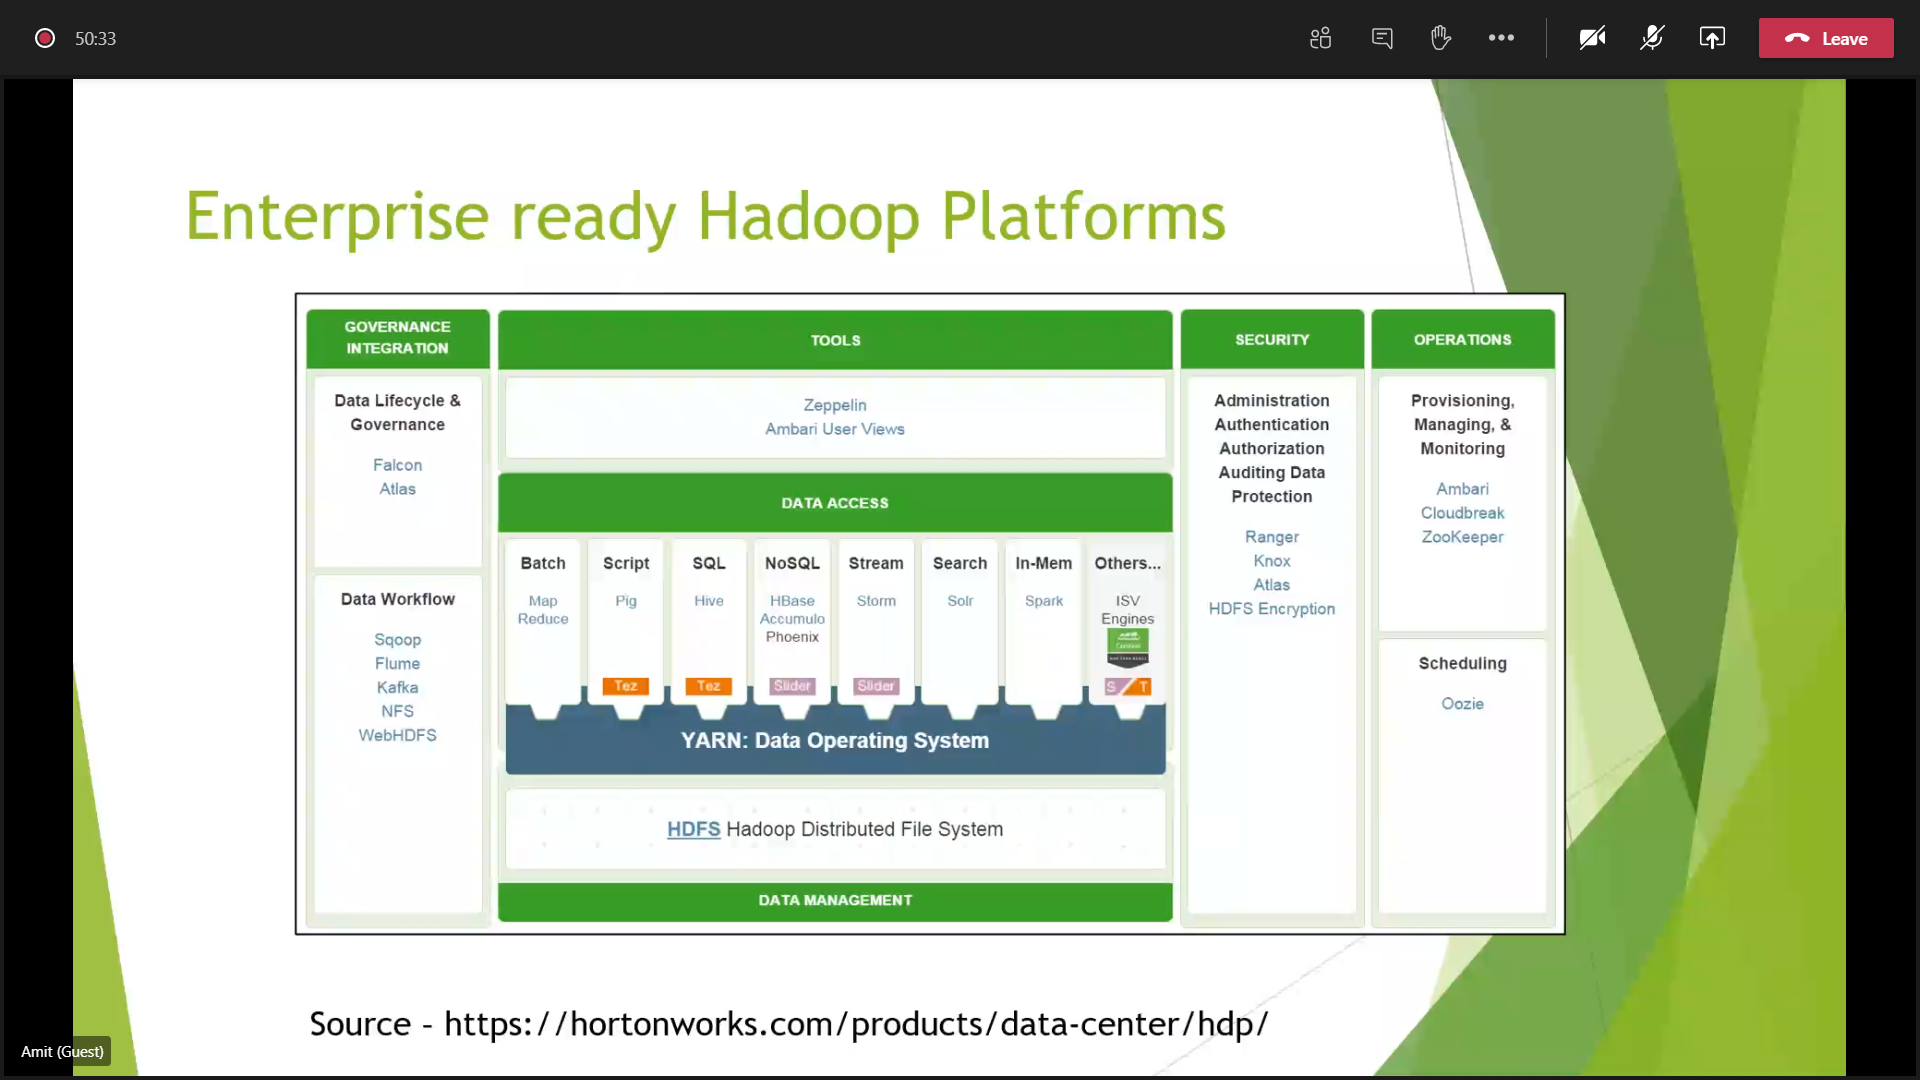 50:33
Leave
Enterprise ready Hadoop Platforms
GOVERNANCE
INTEGRATION
Data Lifecycle &
Governance
Falcon
Atlas
Data Workflow
Sqoop
Flume
Kafka
NFS
WebHDFS
TOOLS
Zeppelin
Ambari User Views
DATA ACCESS
Batch
Map
Reduce
Script
Pig
Tez
SQL
Hive
Tez
NoSQL
HBase
Accumulo
Phoenix
Slider
Stream
Storm
Slider
Search
Solr
In-Mem
Spark
Others...
ISV
Engines
S T
YARN: Data Operating System
HDFS Hadoop Distributed File System
DATA MANAGEMENT
SECURITY
Administration
Authentication
Authorization
Auditing Data
Protection
Ranger
Knox
Atlas
HDFS Encryption
OPERATIONS
Provisioning,
Managing, &
Monitoring
Ambari
Cloudbreak
ZooKeeper
Scheduling
Oozie
Source - https://hortonworks.com/products/data-center/hdp/
Amit (Guest)